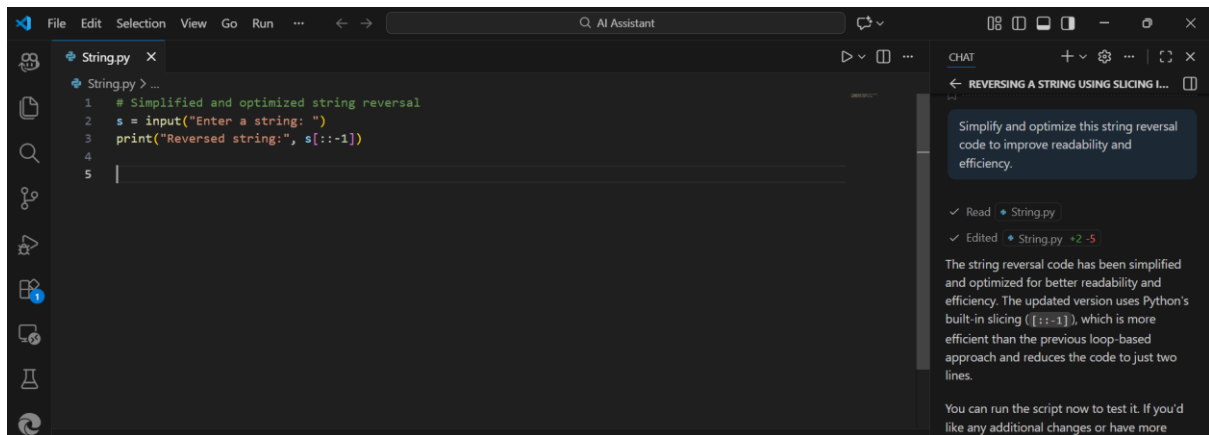 File Edit Selection View Go Run ... AI Assistant
String.py
String.py > ...
1 # Simplified and optimized string reversal
2 s = input("Enter a string: ")
3 print("Reversed string:", s[::-1])
4
5
1
CHAT
REVERSING A STRING USING SLICING I...
Simplify and optimize this string reversal
code to improve readability and
efficiency.
Read String.py
Edited String.py +2 -5
The string reversal code has been simplified
and optimized for better readability and
efficiency. The updated version uses Python's
built-in slicing ([::-1]), which is more
efficient than the previous loop-based
approach and reduces the code to just two
lines.
You can run the script now to test it. If you'd
like any additional changes or have more